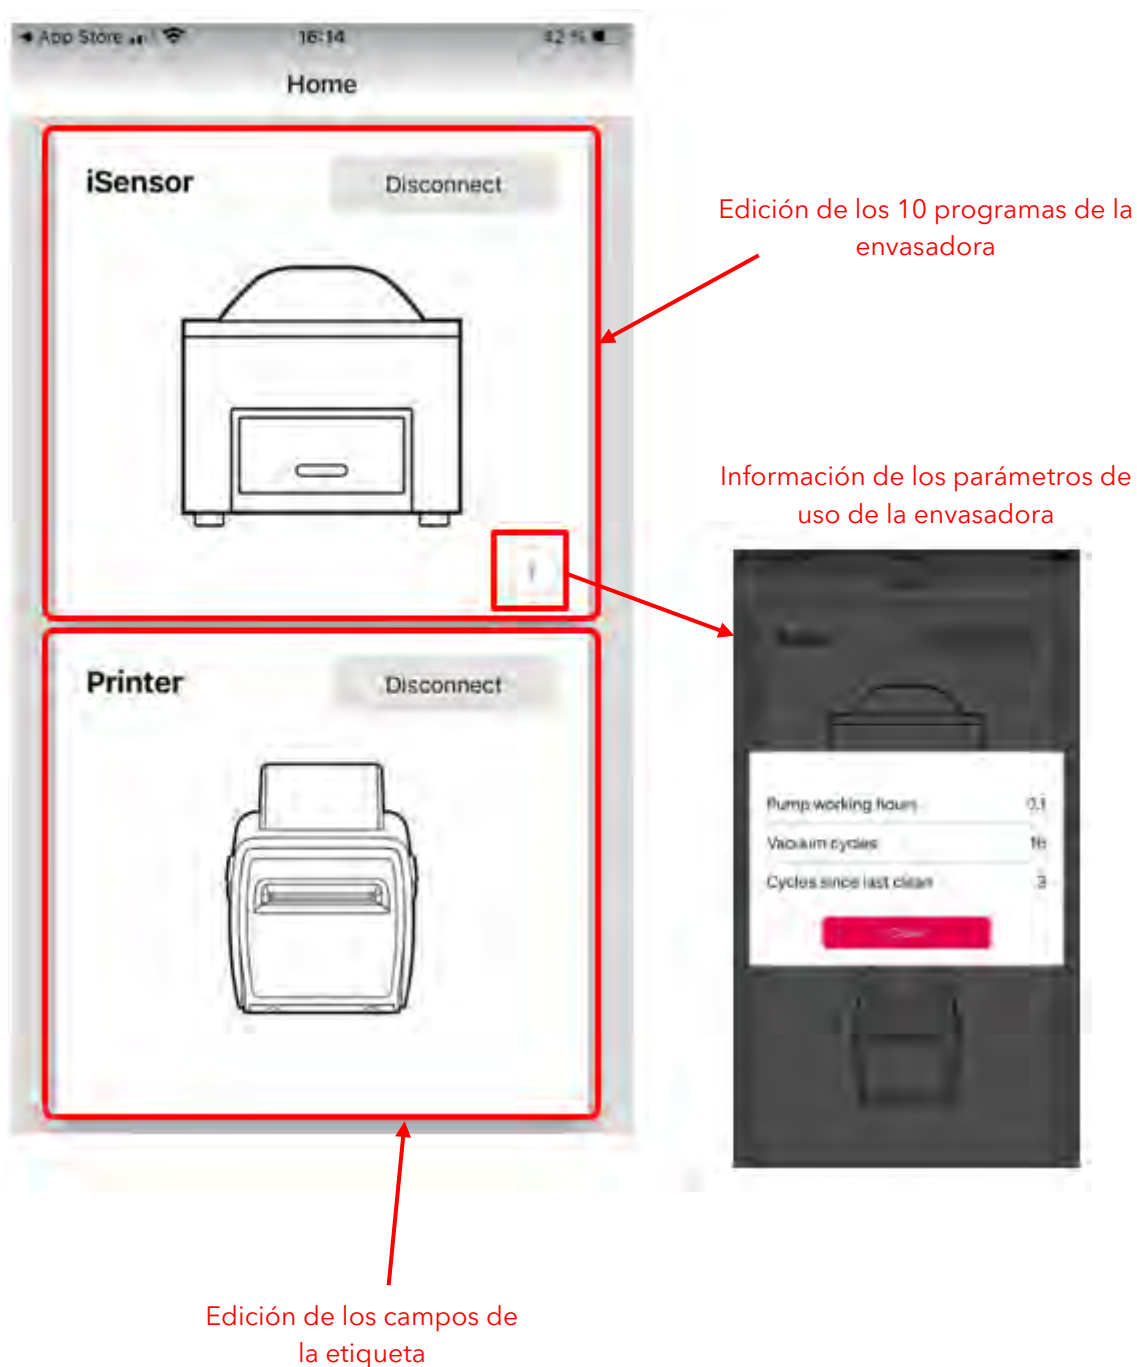 App Store
16:14
42 %
Home
iSensor
Disconnect
Edición de los 10 programas de la
envasadora
i
Información de los parámetros de
uso de la envasadora
Printer
Disconnect
Pump working hours 0.1
Vacuum cycles 16
Cycles since last clean 3
Edición de los campos de
la etiqueta